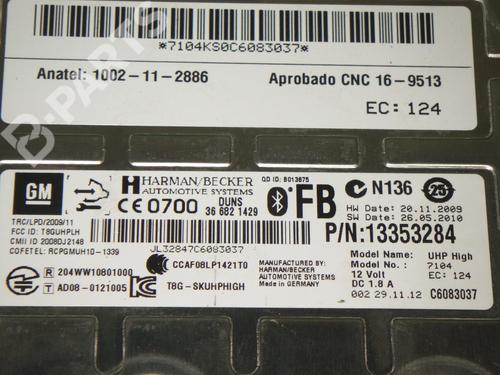 *7104KS0C6083037*
Anatel: 1002-11-2886
Aprobado CNC 16-9513
EC: 124
B-PARTS
GM
HARMAN/BECKER
AUTOMOTIVE SYSTEMS
QD ID: B013875
FB
N136
25
CE 0700
DUNS
36 682 1429
HW DATE: 20.11.2009
SW DATE: 26.05.2010
TRC/LPD/2009/11
FCC ID: T8GUHPLH
CMII ID 2008DJ2148
COFETEL: RCPGMUH10-1339
P/N:13353284
JL32847C6083037
R 204WW10801000
T AD08-0121005
CCAF08LP1421T0
T8G-SKUHPHIGH
MANUFACTURED BY:
HARMAN/BECKER
AUTOMOTIVE SYSTEMS
MADE IN GERMANY
Model Name: UHP High
Model No.: 7104
12 Volt EC: 124
DC 1.8 A
002 29.11.12 C6083037